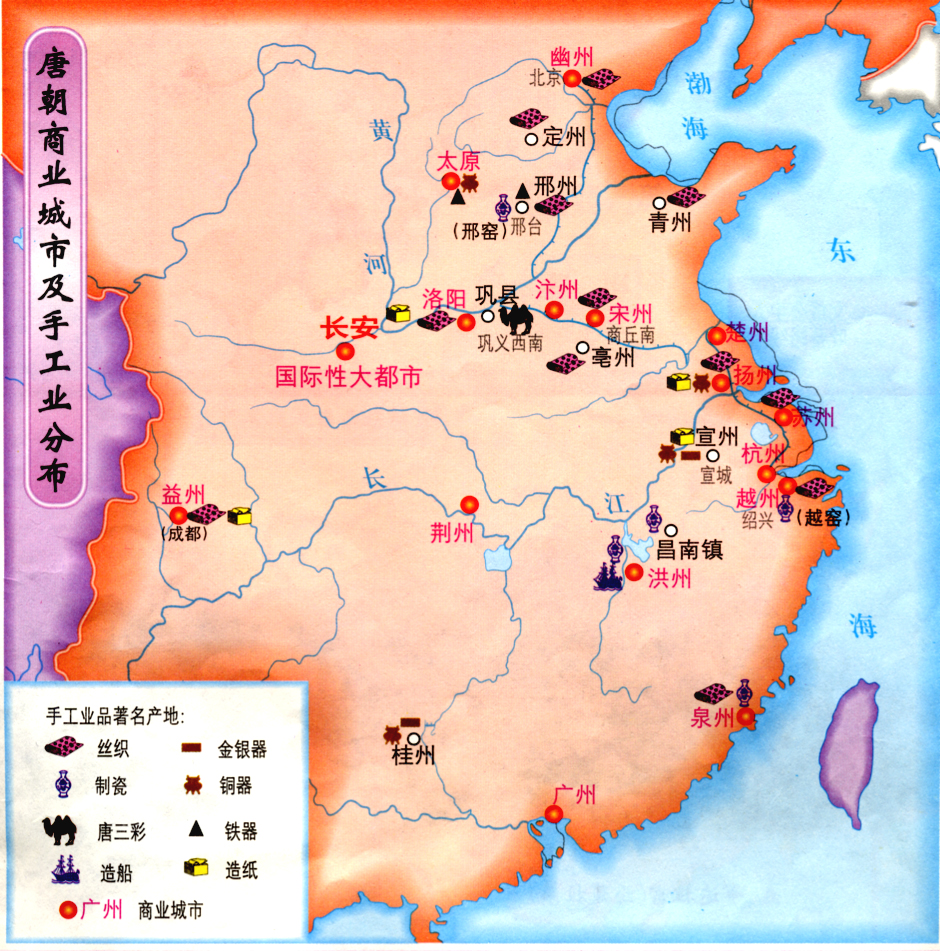 唐朝商业城市及手工业分布
幽州
北京
渤海
定州
黄河
太原
邢州
(邢窑)
邢台
青州
东海
洛阳
巩县
巩义西南
汴州
宋州
商丘南
亳州
长安
国际性大都市
楚州
扬州
苏州
宣州
宣城
杭州
越州
绍兴
(越窑)
长江
益州
(成都)
荆州
昌南镇
洪州
泉州
桂州
广州
手工业品著名产地:
丝织
金银器
制瓷
铜器
唐三彩
铁器
造船
造纸
广州 商业城市